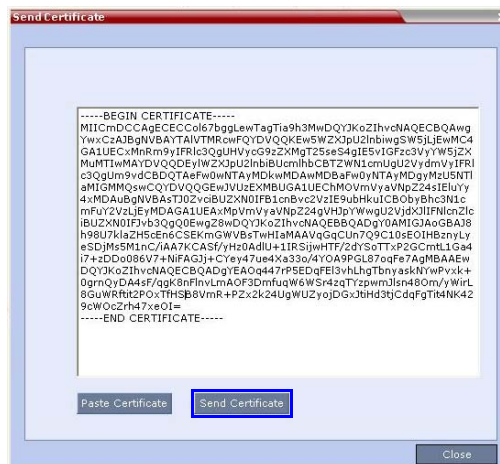 Send Certificate
-----BEGIN CERTIFICATE-----
MIICmDCCAgECECCol67bggLewTagTia9h3MwDQYJKoZIhvcNAQECBQAwg
YwxCzAJBgNVBAYTAlVTMRcwFQYDVQQKEw5WZXJpU2lnbiwgSW5jLjEwMC4
GA1UECxMnRm9yIFRlc3QgUHVycG9zZXMgT25seS4gIE5vIGFzc3VyYW5jZX
MuMTIwMAYDVQQDEylWZXJpU2lnbiBUcmlhbCBTZWN1cmUgU2VydmVyIFRl
c3QgUm9vdCBDQTAeFw0wNTAyMDkwMDAwMDBaFw0yNTAyMDgyMzU5NTl
aMIGMMQswCQYDVQQGEwJVUzEXMBUGA1UEChMOVmVyaVNpZ24sIEluYy
4xMDAuBgNVBAsTJ0ZvciBUZXN0IFB1cnBvc2VzIE9ubHkuICBObyBhc3N1c
mFuY2VzLjEyMDAGA1UEAxMpVmVyaVNpZ24gVHJpYWwgU2VjdXJlIFNlcnZlc
iBUZXN0IFJvb3QgQ0EwgZ8wDQYJKoZIhvcNAQEBBQADgY0AMIGJAoGBAJ8
h98U7klaZH5cEn6CSEKmGWVBsTwHIaMAAVqGqCUn7Q9C10sEOIHBznyLy
eSDjMs5M1nC/iAA7KCASf/yHz0AdlU+1IRSijwHTF/2dYSoTTxP2GCmtL1Ga4
i7+zDDo086V7+NiFAGJj+CYey47ue4Xa33o/4YOA9PGL87oqFe7AgMBAAEw
DQYJKoZIhvcNAQECBQADgYEAOq447rP5EDqFEl3vhLhgTbnyaskNYwPvxk+
0grnQyDA4sF/qgK8nFlnvLmAOF3DmfuqW6WSr4zqTYzpwmJlsn48Om/yWirL
8GuWRftit2POxTfHSB8VmR+PZx2k24UgWUZyojDGxJtiHd3tjCdqFgTit4NK42
9cWOcZrh47xeOI=
-----END CERTIFICATE-----
Paste Certificate
Send Certificate
Close